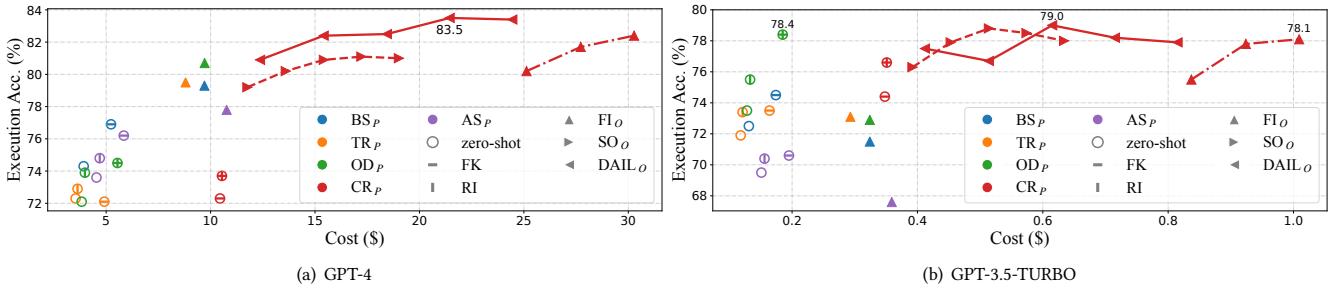 84
82
80
78
76
74
72
Execution Acc. (%)
83.5
BS P
TR P
OD P
CR P
AS P
zero-shot
FK
RI
FI O
SO O
DAIL O
5
10
15
20
25
30
Cost ($)
(a) GPT-4
80
78
76
74
72
70
68
Execution Acc. (%)
78.4
79.0
78.1
BS P
TR P
OD P
CR P
AS P
zero-shot
FK
RI
FI O
SO O
DAIL O
0.2
0.4
0.6
0.8
1.0
Cost ($)
(b) GPT-3.5-TURBO